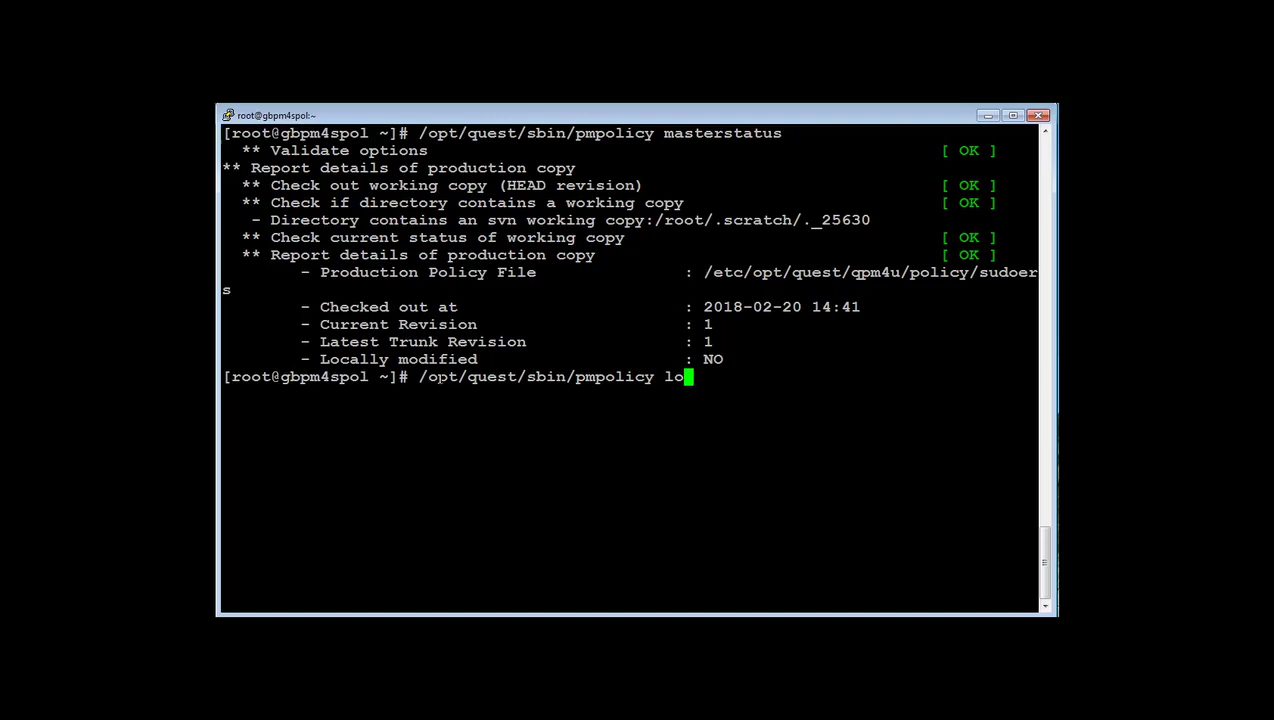 root@gbpm4spol:~
[root@gbpm4spol ~]# /opt/quest/sbin/pmpolicy masterstatus
** Validate options [ OK ]
** Report details of production copy
** Check out working copy (HEAD revision) [ OK ]
** Check if directory contains a working copy [ OK ]
- Directory contains an svn working copy:/root/.scratch/._25630
** Check current status of working copy [ OK ]
** Report details of production copy [ OK ]
- Production Policy File : /etc/opt/quest/qpm4u/policy/sudoer
s
- Checked out at : 2018-02-20 14:41
- Current Revision : 1
- Latest Trunk Revision : 1
- Locally modified : NO
[root@gbpm4spol ~]# /opt/quest/sbin/pmpolicy lo